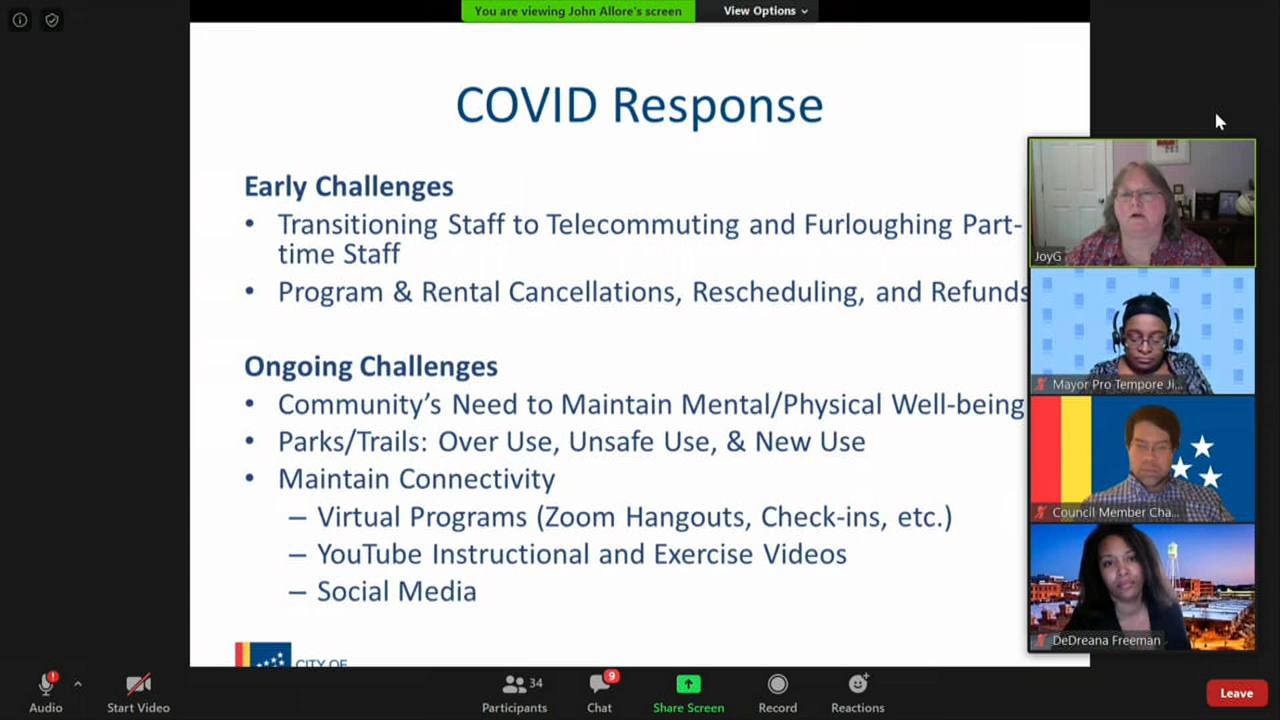 You are viewing John Allore's screen
View Options
COVID Response
Early Challenges
• Transitioning Staff to Telecommuting and Furloughing Part-
time Staff
• Program & Rental Cancellations, Rescheduling, and Refunds
Ongoing Challenges
• Community's Need to Maintain Mental/Physical Well-being
• Parks/Trails: Over Use, Unsafe Use, & New Use
• Maintain Connectivity
– Virtual Programs (Zoom Hangouts, Check-ins, etc.)
– YouTube Instructional and Exercise Videos
– Social Media
CITY OF
JoyG
Mayor Pro Tempore Ji...
Council Member Cha...
DeDreana Freeman
Audio
Start Video
34
Participants
9
Chat
Share Screen
Record
Reactions
Leave